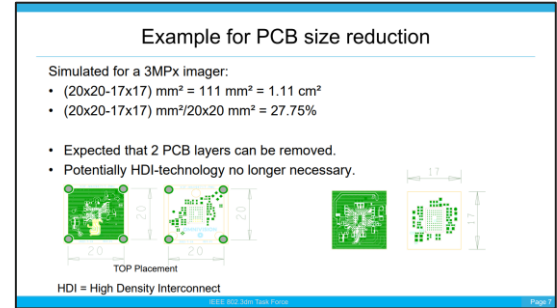 Example for PCB size reduction
Simulated for a 3MPx imager:
• (20x20-17x17) mm² = 111 mm² = 1.11 cm²
• (20x20-17x17) mm²/20x20 mm² = 27.75%
• Expected that 2 PCB layers can be removed.
• Potentially HDI-technology no longer necessary.
17
20
20
17
20
20
TOP Placement
HDI = High Density Interconnect
IEEE 802.3dm Task Force
Page 7